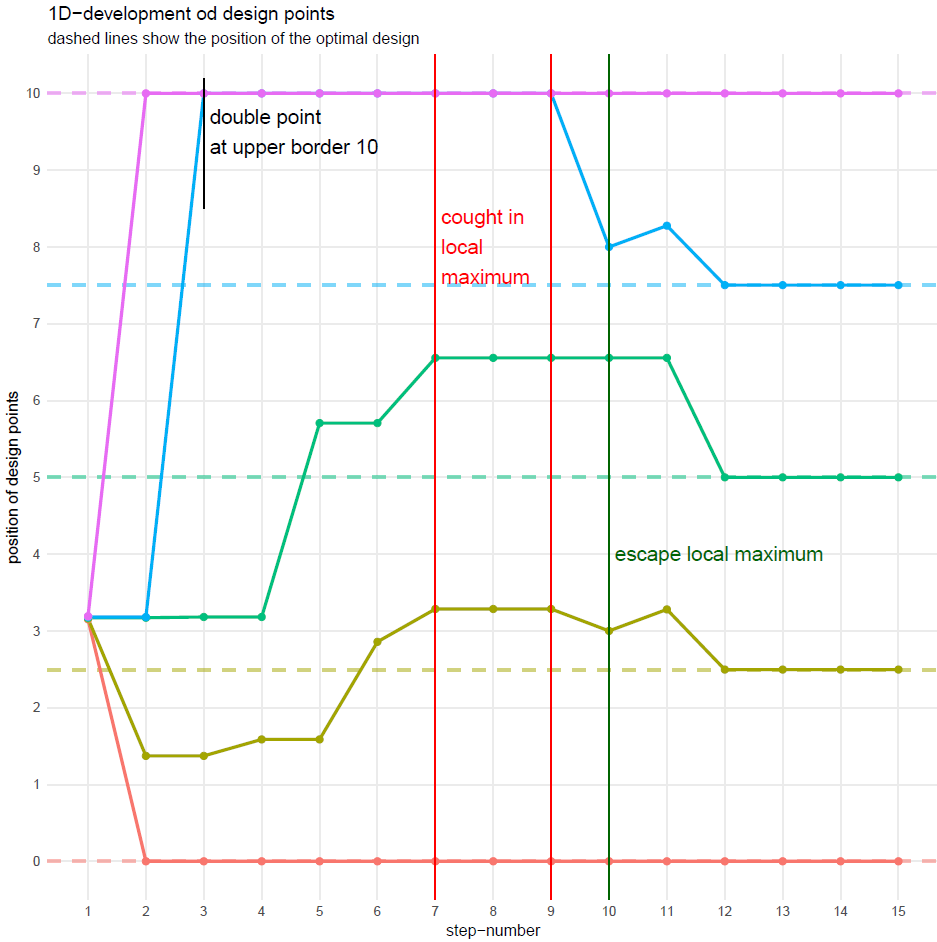 1D−development od design points
dashed lines show the position of the optimal design
position of design points
10
9
8
7
6
5
4
3
2
1
0
double point
at upper border 10
cought in
local
maximum
escape local maximum
1 2 3 4 5 6 7 8 9 10 11 12 13 14 15
step−number